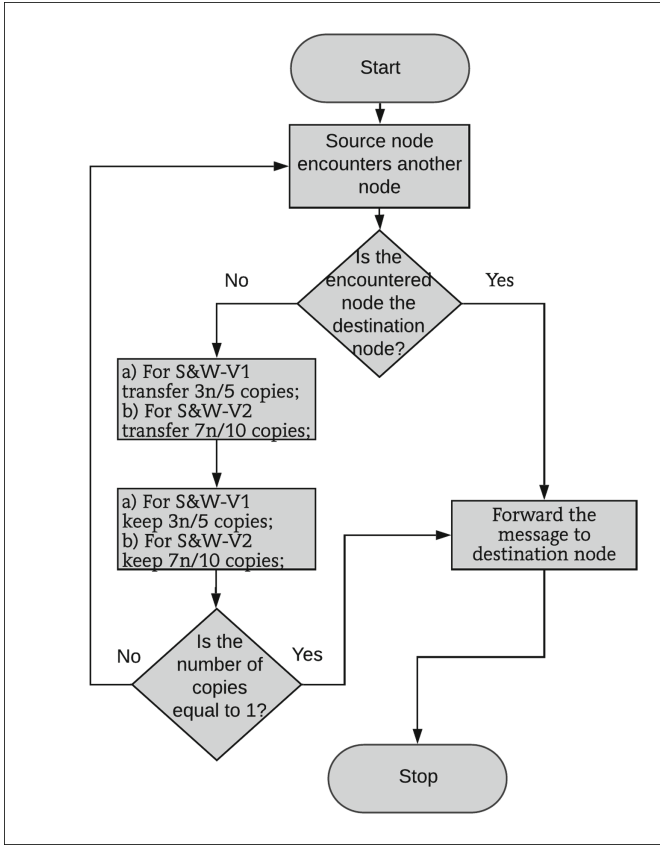 Start
Source node
encounters another
node
Is the
encountered
node the
destination
node?
No
Yes
a) For S&W-V1
transfer 3n/5 copies;
b) For S&W-V2
transfer 7n/10 copies;
a) For S&W-V1
keep 3n/5 copies;
b) For S&W-V2
keep 7n/10 copies;
Forward the
message to
destination node
Is the
number of
copies
equal to 1?
No
Yes
Stop